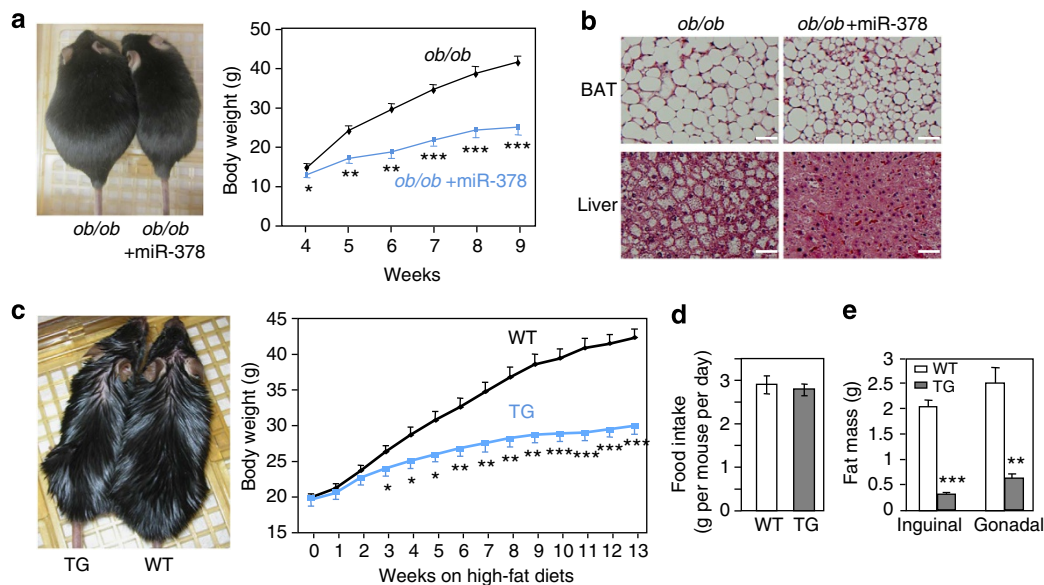 a
ob/ob
ob/ob
+miR-378
Body weight (g)
50
40
30
20
10
0
ob/ob
ob/ob +miR-378
*
**
**
***
***
***
4 5 6 7 8 9
Weeks
b
ob/ob
ob/ob +miR-378
BAT
Liver
c
TG
WT
Body weight (g)
45
40
35
30
25
20
15
WT
TG
*
*
*
**
**
**
**
***
***
***
***
0 1 2 3 4 5 6 7 8 9 10 11 12 13
Weeks on high-fat diets
d
Food intake
(g per mouse per day)
3
2
1
0
WT TG
e
Fat mass (g)
3
2.5
2
1.5
1
0.5
0
WT
TG
***
**
Inguinal Gonadal